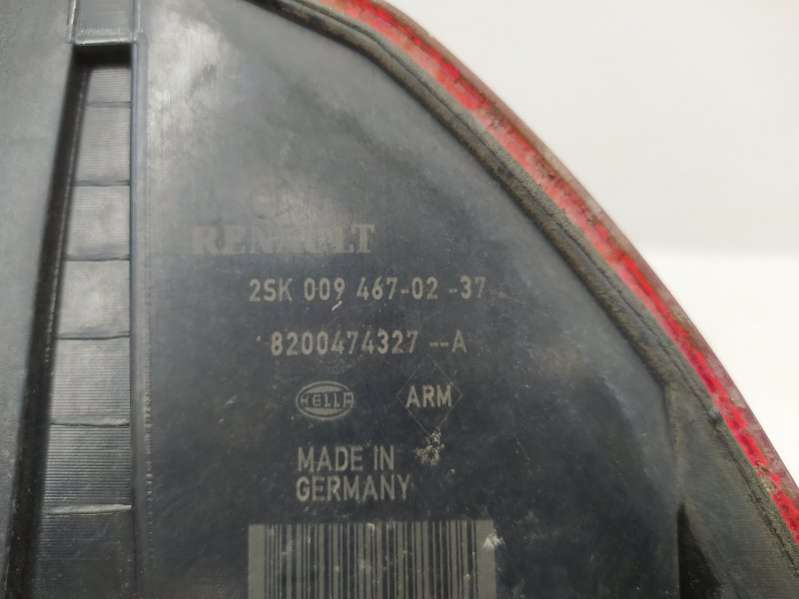 RENAULT
2SK 009 467-02 -37
8200474327 --A
HELLA ARM
MADE IN
GERMANY